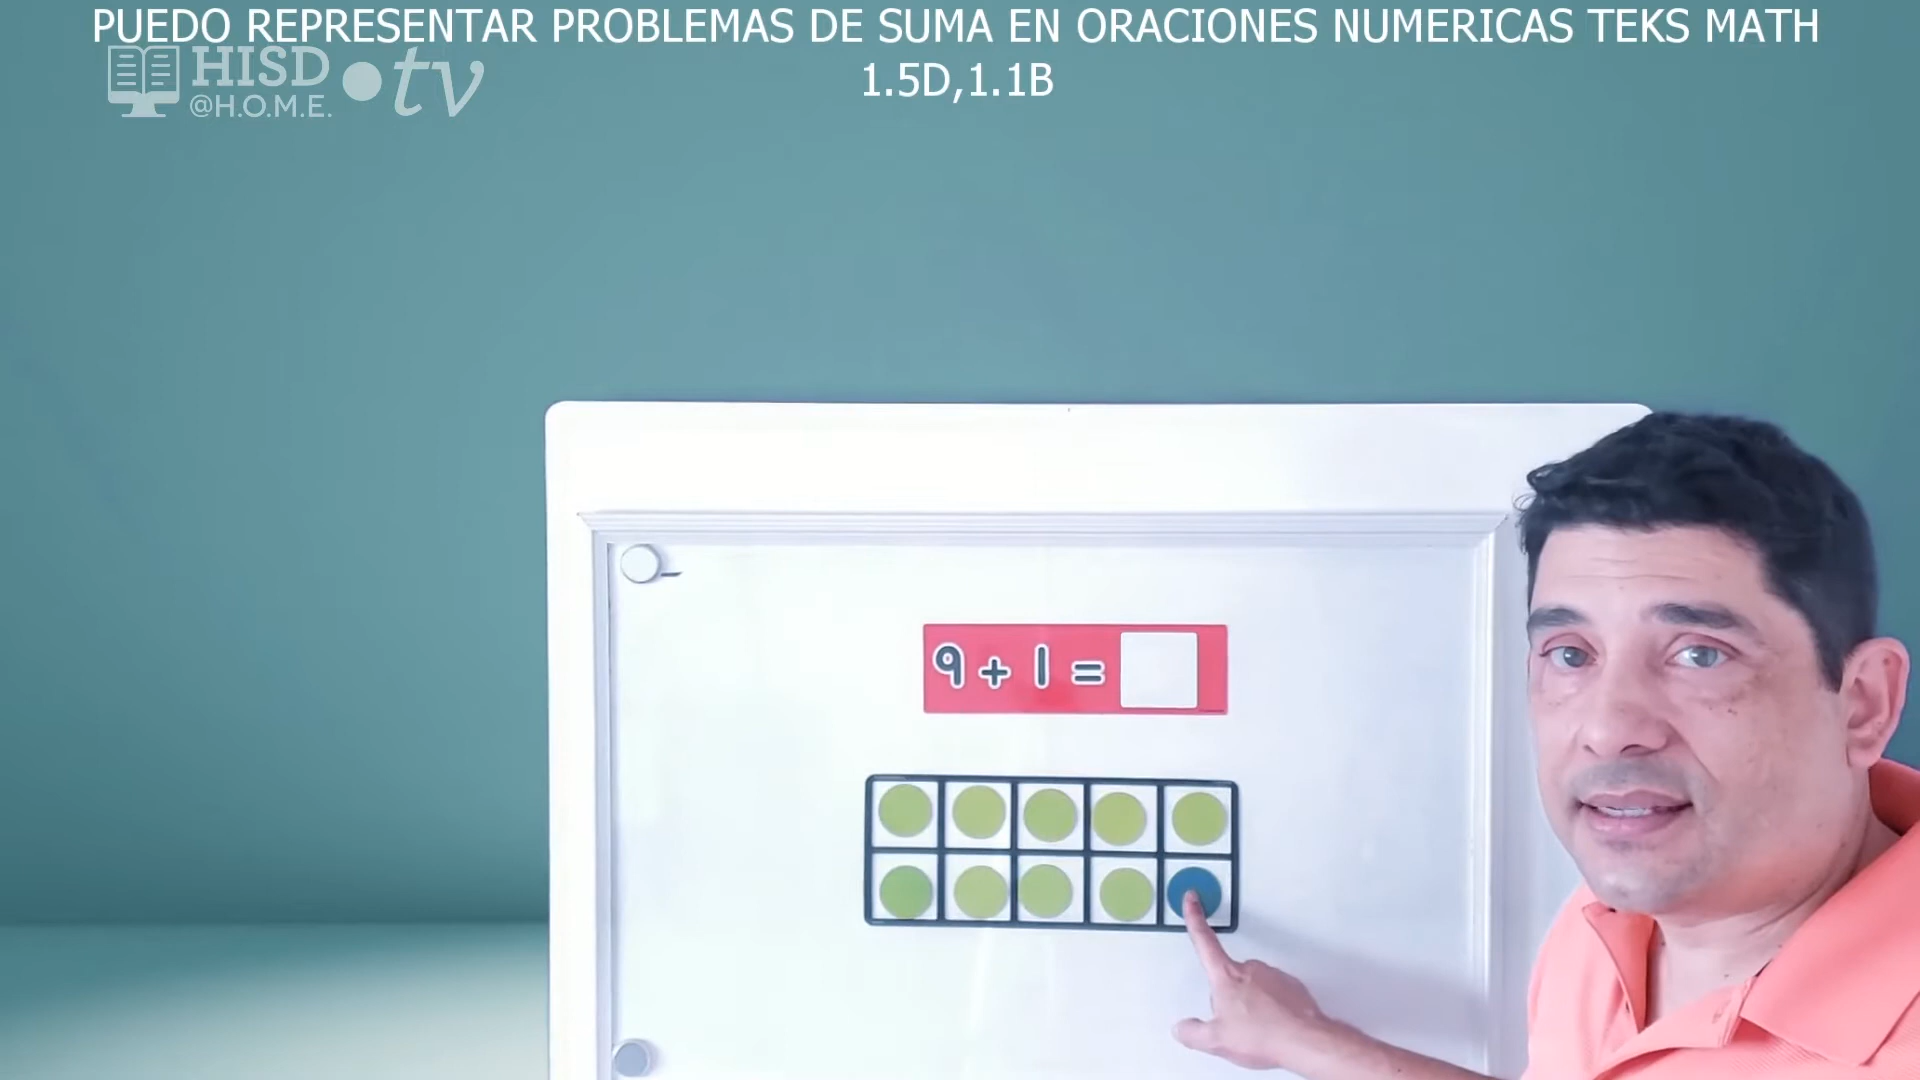 PUEDO REPRESENTAR PROBLEMAS DE SUMA EN ORACIONES NUMERICAS TEKS MATH
1.5D,1.1B
HISD
@H.O.M.E.
•tv
9 + 1 =